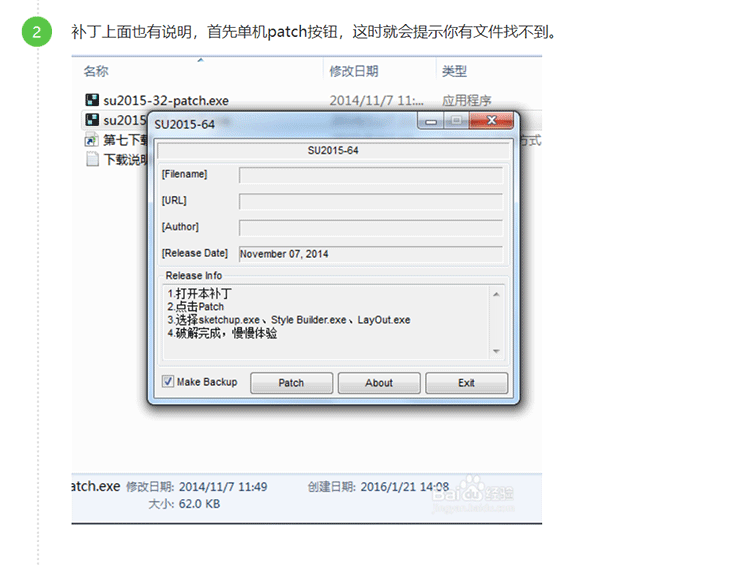 2
补丁上面也有说明，首先单机patch按钮，这时就会提示你有文件找不到。
名称 修改日期 类型
su2015-32-patch.exe 2014/11/7 11:... 应用程序
su2015
第七下载 方式
下载说明
SU2015-64
SU2015-64
[Filename]
[URL]
[Author]
[Release Date] November 07, 2014
Release Info
1.打开本补丁
2.点击Patch
3.选择sketchup.exe、Style Builder.exe、LayOut.exe
4.破解完成，慢慢体验
Make Backup Patch About Exit
atch.exe 修改日期: 2014/11/7 11:49 创建日期: 2016/1/21 14:08
大小: 62.0 KB
Baidu经验
jingyan.baidu.com